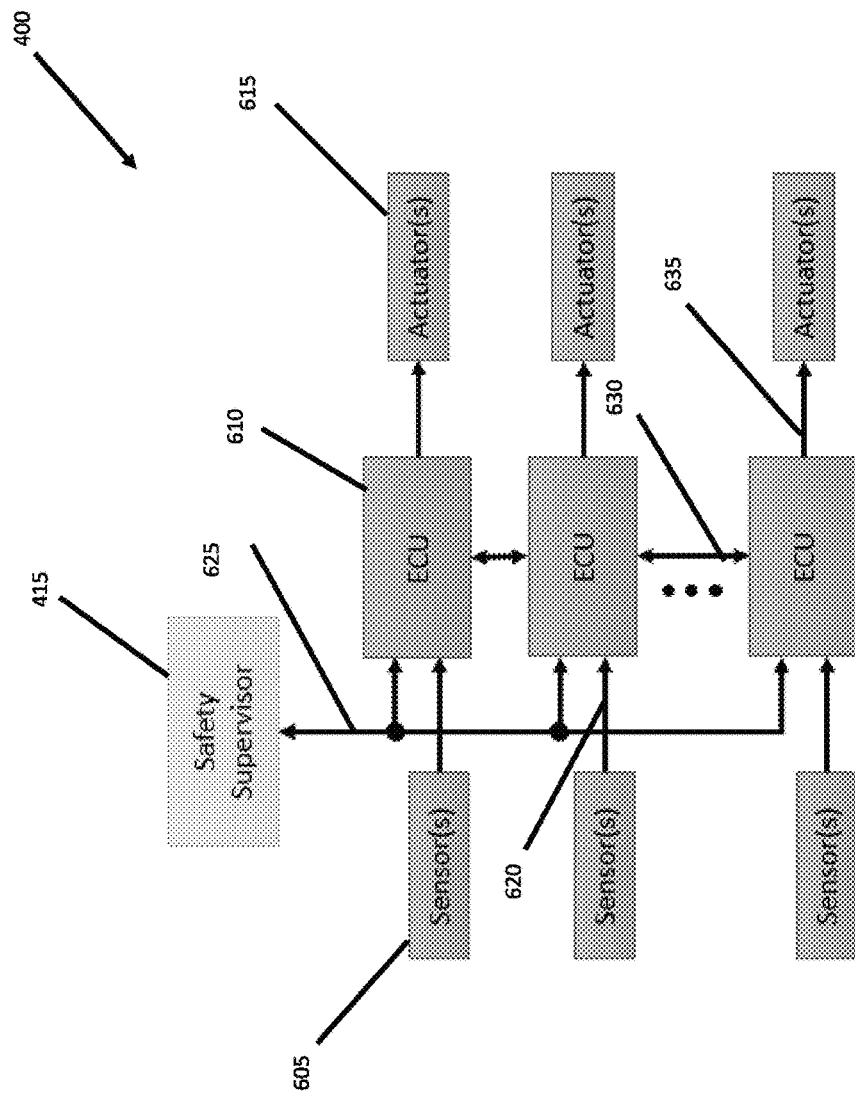 400
415
Safety
Supervisor
625
610
615
605
Sensor(s)
ECU
Actuator(s)
620
Sensor(s)
ECU
Actuator(s)
630
635
Sensor(s)
ECU
Actuator(s)